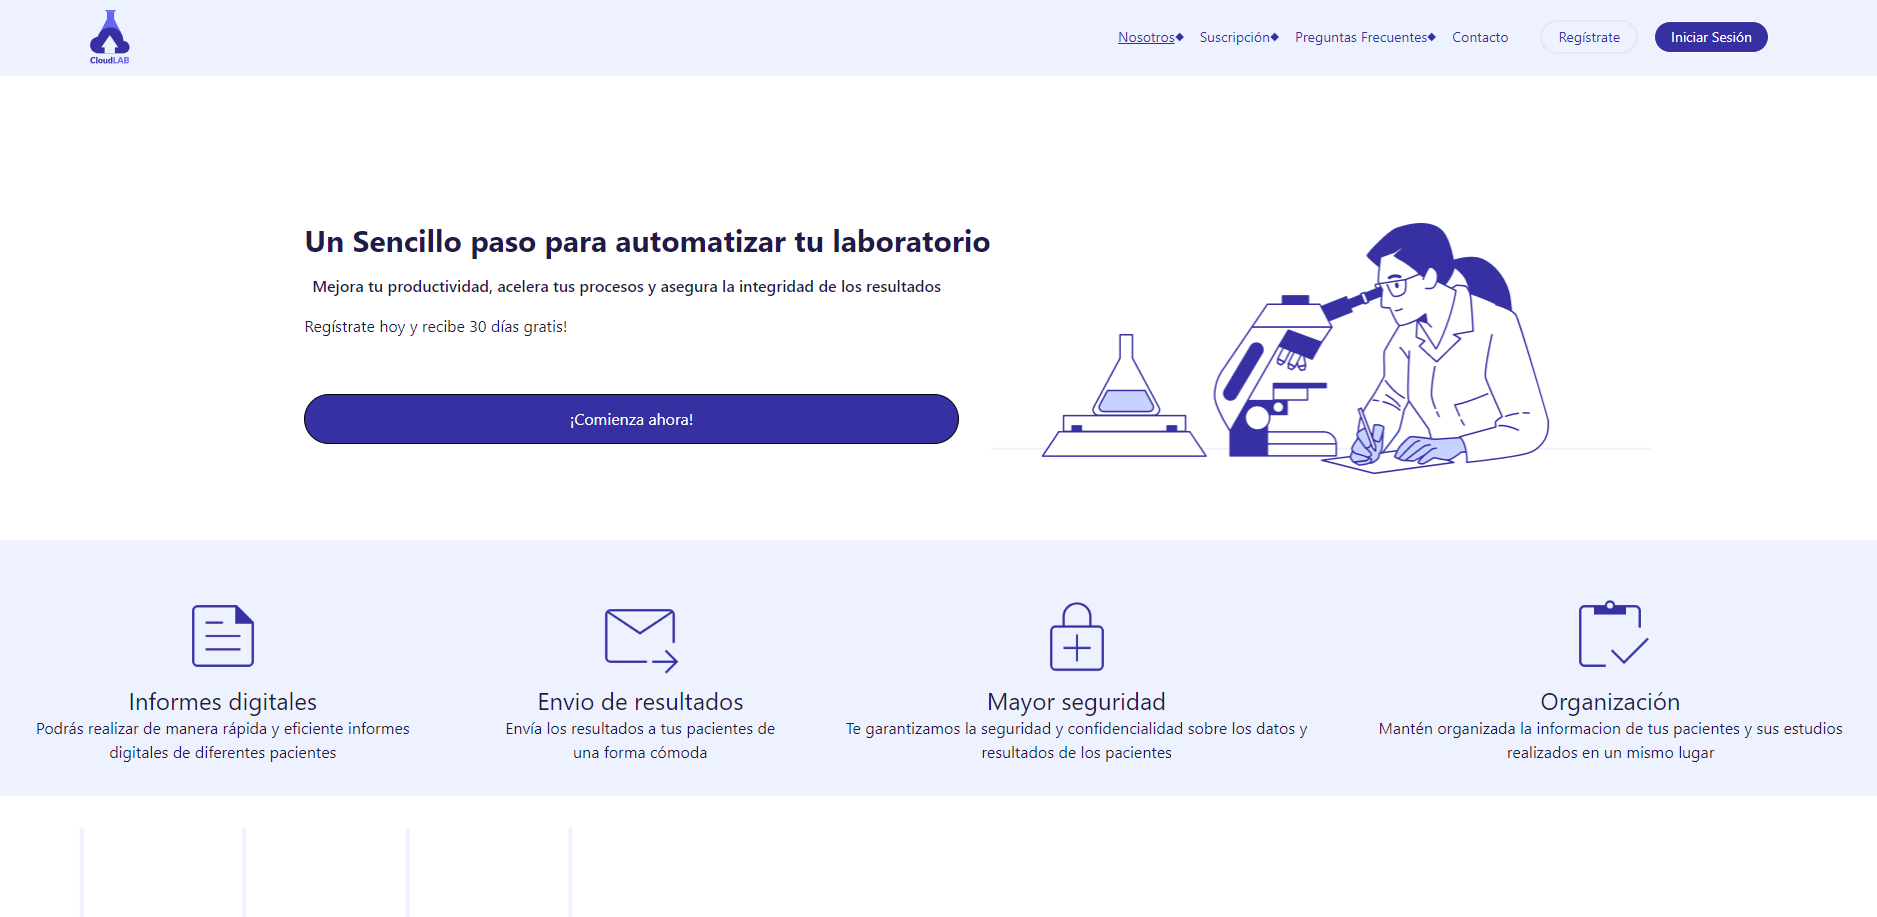 CloudLAB
Nosotros Suscripción Preguntas Frecuentes Contacto Regístrate Iniciar Sesión
Un Sencillo paso para automatizar tu laboratorio
Mejora tu productividad, acelera tus procesos y asegura la integridad de los resultados
Regístrate hoy y recibe 30 días gratis!
¡Comienza ahora!
Informes digitales
Podrás realizar de manera rápida y eficiente informes
digitales de diferentes pacientes
Envio de resultados
Envía los resultados a tus pacientes de
una forma cómoda
Mayor seguridad
Te garantizamos la seguridad y confidencialidad sobre los datos y
resultados de los pacientes
Organización
Mantén organizada la informacion de tus pacientes y sus estudios
realizados en un mismo lugar